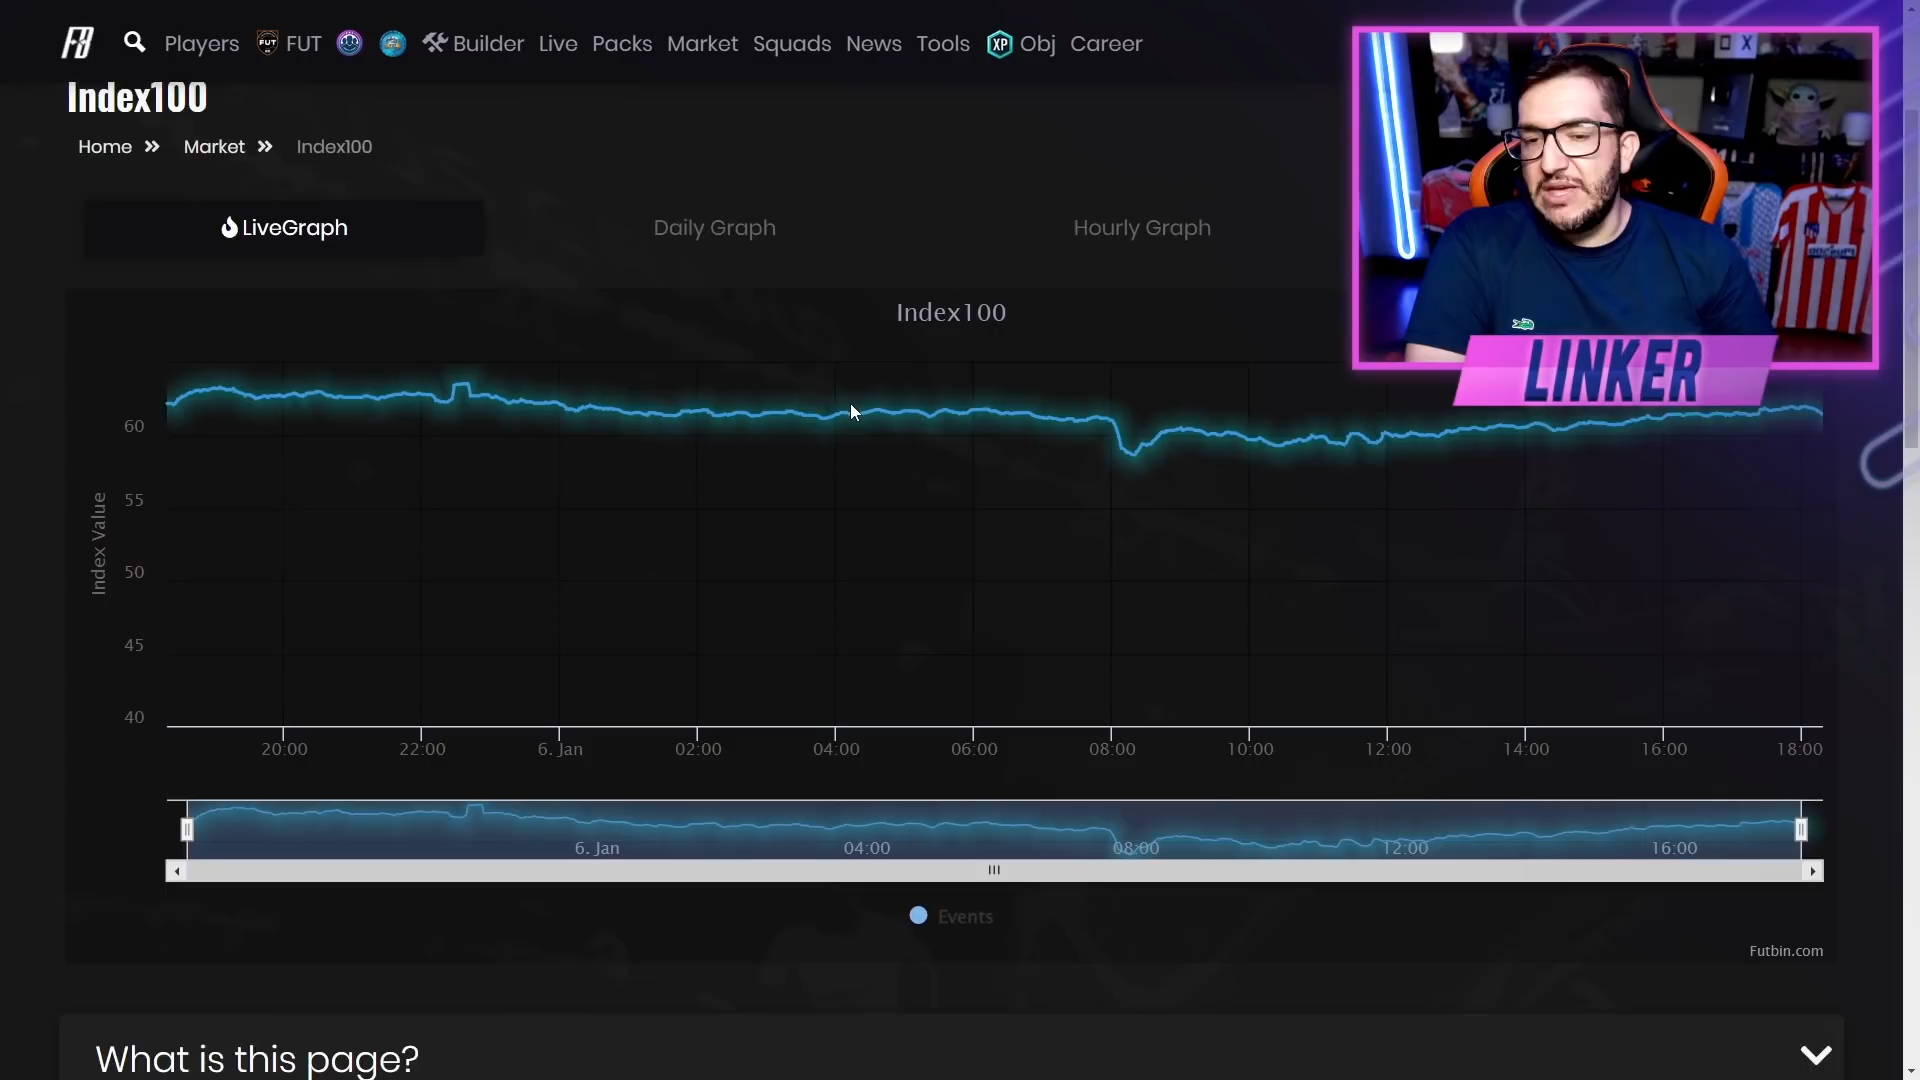 FB Players FUT Builder Live Packs Market Squads News Tools XP Obj Career
Index100
Home » Market » Index100
LiveGraph Daily Graph Hourly Graph
Index100
LINKER
60
55
50
45
40
Index Value
20:00 22:00 6. Jan 02:00 04:00 06:00 08:00 10:00 12:00 14:00 16:00 18:00
6. Jan 04:00 08:00 12:00 16:00
Events
Futbin.com
What is this page?